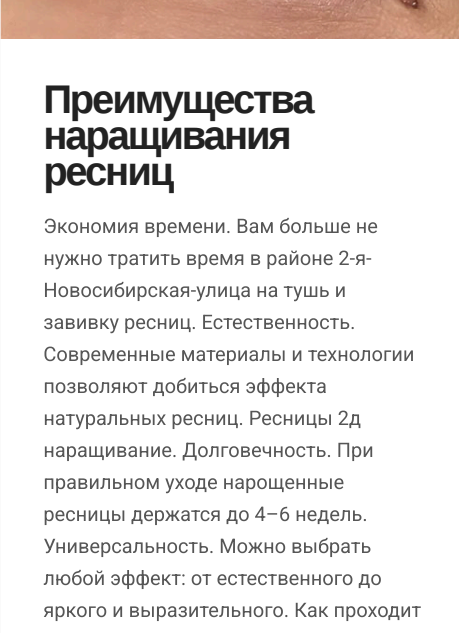 Преимущества
наращивания
ресниц
Экономия времени. Вам больше не
нужно тратить время в районе 2-я-
Новосибирская-улица на тушь и
завивку ресниц. Естественность.
Современные материалы и технологии
позволяют добиться эффекта
натуральных ресниц. Ресницы 2д
наращивание. Долговечность. При
правильном уходе нарощенные
ресницы держатся до 4–6 недель.
Универсальность. Можно выбрать
любой эффект: от естественного до
яркого и выразительного. Как проходит